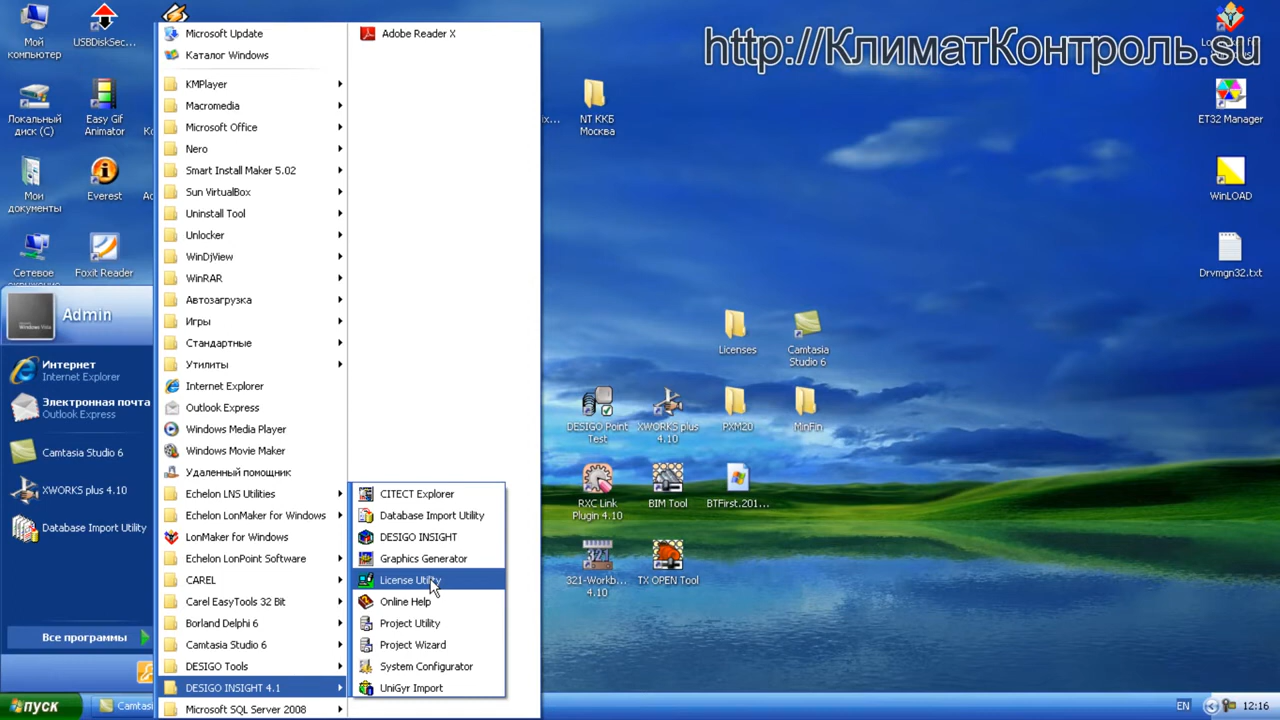 Мой
компьютер
USBDiskSec...
Локальный
диск (C)
Easy Gif
Animator
Мои
документы
Everest
Сетевое
Foxit Reader
Admin
Интернет
Internet Explorer
Электронная почта
Outlook Express
Camtasia Studio 6
XWORKS plus 4.10
Database Import Utility
Все программы
пуск
Camtasi
Microsoft Update
Каталог Windows
KMPlayer
Macromedia
Microsoft Office
Nero
Smart Install Maker 5.02
Sun VirtualBox
Uninstall Tool
Unlocker
WinDjView
WinRAR
Автозагрузка
Игры
Стандартные
Утилиты
Internet Explorer
Outlook Express
Windows Media Player
Windows Movie Maker
Удаленный помощник
Echelon LNS Utilities
Echelon LonMaker for Windows
LonMaker for Windows
Echelon LonPoint Software
CAREL
Carel EasyTools 32 Bit
Borland Delphi 6
Camtasia Studio 6
DESIGO Tools
DESIGO INSIGHT 4.1
Microsoft SQL Server 2008
Adobe Reader X
CITECT Explorer
Database Import Utility
DESIGO INSIGHT
Graphics Generator
License Utility
Online Help
Project Utility
Project Wizard
System Configurator
UniGyr Import
http://КлиматКонтроль.su
NT ККБ
Москва
ET32 Manager
WinLOAD
Drvmgn32.txt
Licenses
Camtasia
Studio 6
DESIGO Point
Test
XWORKS plus
4.10
PXM20
MinFin
RXC Link
Plugin 4.10
BIM Tool
BTFirst.201...
321-Workb...
4.10
TX OPEN Tool
EN
12:16